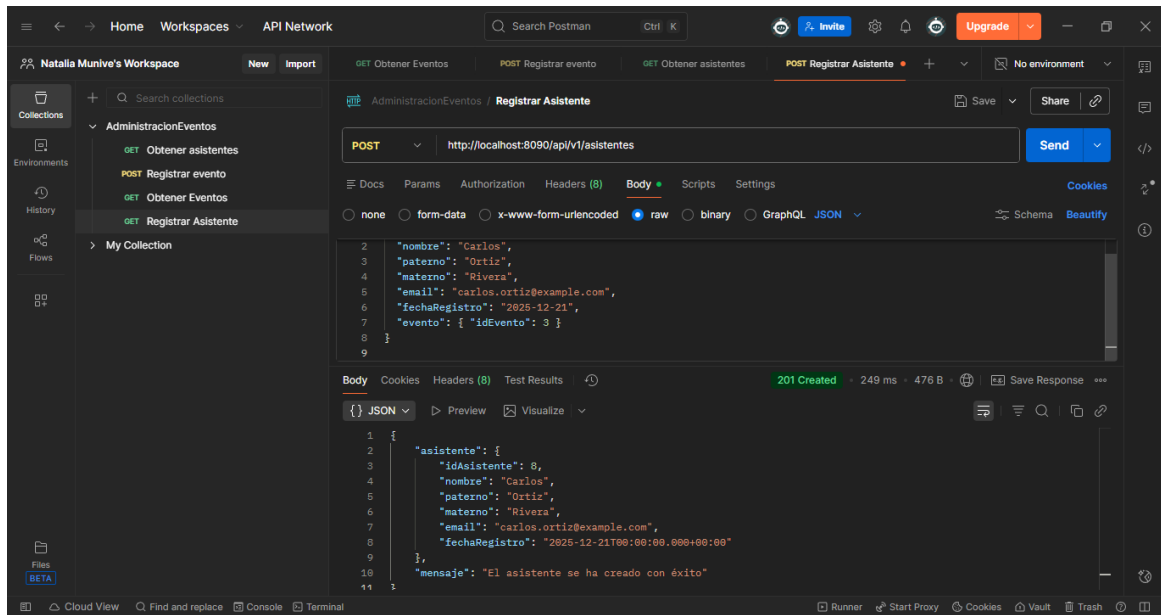 Home Workspaces API Network Search Postman Ctrl K Invite Upgrade
Natalia Munive's Workspace New Import GET Obtener Eventos POST Registrar evento GET Obtener asistentes POST Registrar Asistente No environment
Collections
Environments
History
Flows
Files
BETA
Search collections
AdministracionEventos
GET Obtener asistentes
POST Registrar evento
GET Obtener Eventos
GET Registrar Asistente
My Collection
HTTP AdministracionEventos / Registrar Asistente Save Share
POST http://localhost:8090/api/v1/asistentes Send
Docs Params Authorization Headers (8) Body Scripts Settings Cookies
none form-data x-www-form-urlencoded raw binary GraphQL JSON Schema Beautify
2 "nombre": "Carlos",
3 "paterno": "Ortiz",
4 "materno": "Rivera",
5 "email": "carlos.ortiz@example.com",
6 "fechaRegistro": "2025-12-21",
7 "evento": { "idEvento": 3 }
8 }
9
Body Cookies Headers (8) Test Results 201 Created 249 ms 476 B Save Response
{} JSON Preview Visualize
1 {
2 "asistente": {
3 "idAsistente": 8,
4 "nombre": "Carlos",
5 "paterno": "Ortiz",
6 "materno": "Rivera",
7 "email": "carlos.ortiz@example.com",
8 "fechaRegistro": "2025-12-21T00:00:00.000+00:00"
9 },
10 "mensaje": "El asistente se ha creado con éxito"
11 }
Cloud View Find and replace Console Terminal Runner Start Proxy Cookies Vault Trash